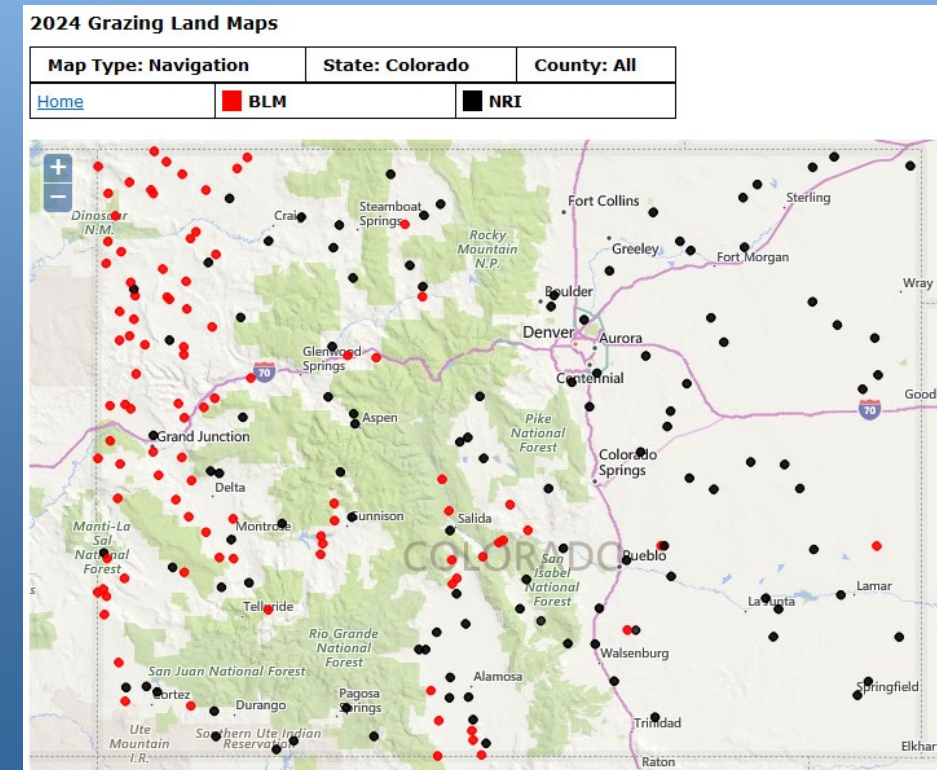 2024 Grazing Land Maps
Map Type: Navigation
State: Colorado
County: All
Home
BLM
NRI
+
−
Dinosaur
N.M.
Craig
Steamboat
Springs
Rocky
Mountain
N.P.
Fort Collins
Greeley
Sterling
Fort Morgan
Wray
Boulder
Denver
Aurora
Centennial
Glenwood
Springs
70
Aspen
Pike
National
Forest
Good
70
Grand Junction
Colorado
Springs
Delta
Manti-La
Sal
National
Forest
Montrose
Gunnison
Salida
COLORADO
San
Isabel
National
Forest
Pueblo
s
Telluride
La Junta
Lamar
Rio Grande
National
Forest
Walsenburg
San Juan National Forest
Alamosa
Cortez
Durango
Pagosa
Springs
Springfield
Trinidad
Ute
Mountain
I.R.
Southern Ute Indian
Reservation
Elkhar
Raton